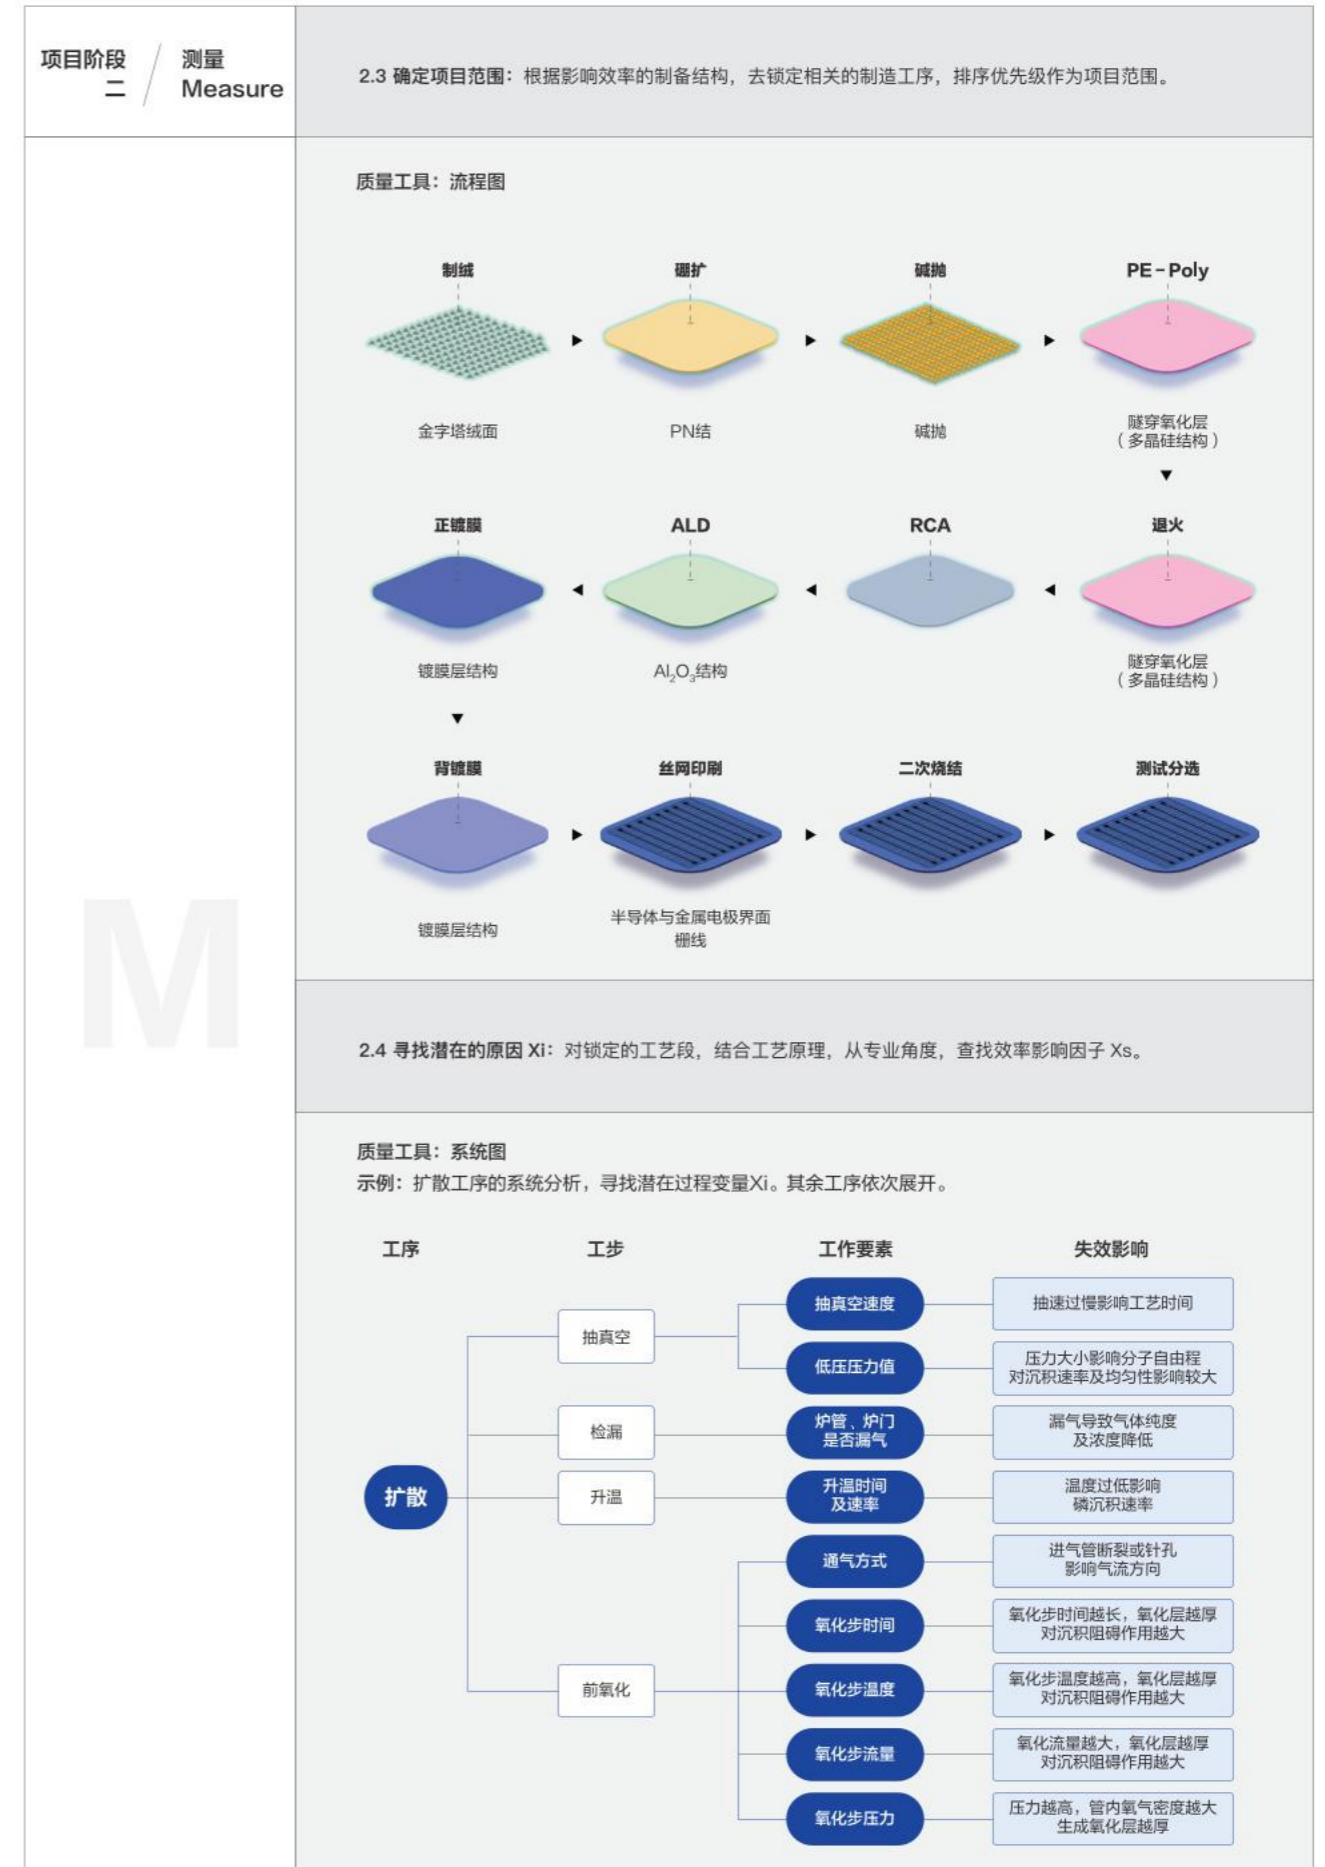 项目阶段
二
测量
Measure
2.3 确定项目范围：根据影响效率的制备结构，去锁定相关的制造工序，排序优先级作为项目范围。
质量工具：流程图
制绒
硼扩
碱抛
PE-Poly
金字塔绒面
PN结
碱抛
隧穿氧化层
（多晶硅结构）
正镀膜
ALD
RCA
退火
镀膜层结构
Al₂O₃结构
隧穿氧化层
（多晶硅结构）
背镀膜
丝网印刷
二次烧结
测试分选
镀膜层结构
半导体与金属电极界面
栅线
M
2.4 寻找潜在的原因 Xi：对锁定的工艺段，结合工艺原理，从专业角度，查找效率影响因子 Xs。
质量工具：系统图
示例：扩散工序的系统分析，寻找潜在过程变量Xi。其余工序依次展开。
工序
工步
工作要素
失效影响
扩散
抽真空
抽真空速度
抽速过慢影响工艺时间
低压压力值
压力大小影响分子自由程
对沉积速率及均匀性影响较大
检漏
炉管、炉门
是否漏气
漏气导致气体纯度
及浓度降低
升温
升温时间
及速率
温度过低影响
磷沉积速率
前氧化
通气方式
进气管断裂或针孔
影响气流方向
氧化步时间
氧化步时间越长，氧化层越厚
对沉积阻碍作用越大
氧化步温度
氧化步温度越高，氧化层越厚
对沉积阻碍作用越大
氧化步流量
氧化流量越大，氧化层越厚
对沉积阻碍作用越大
氧化步压力
压力越高，管内氧气密度越大
生成氧化层越厚